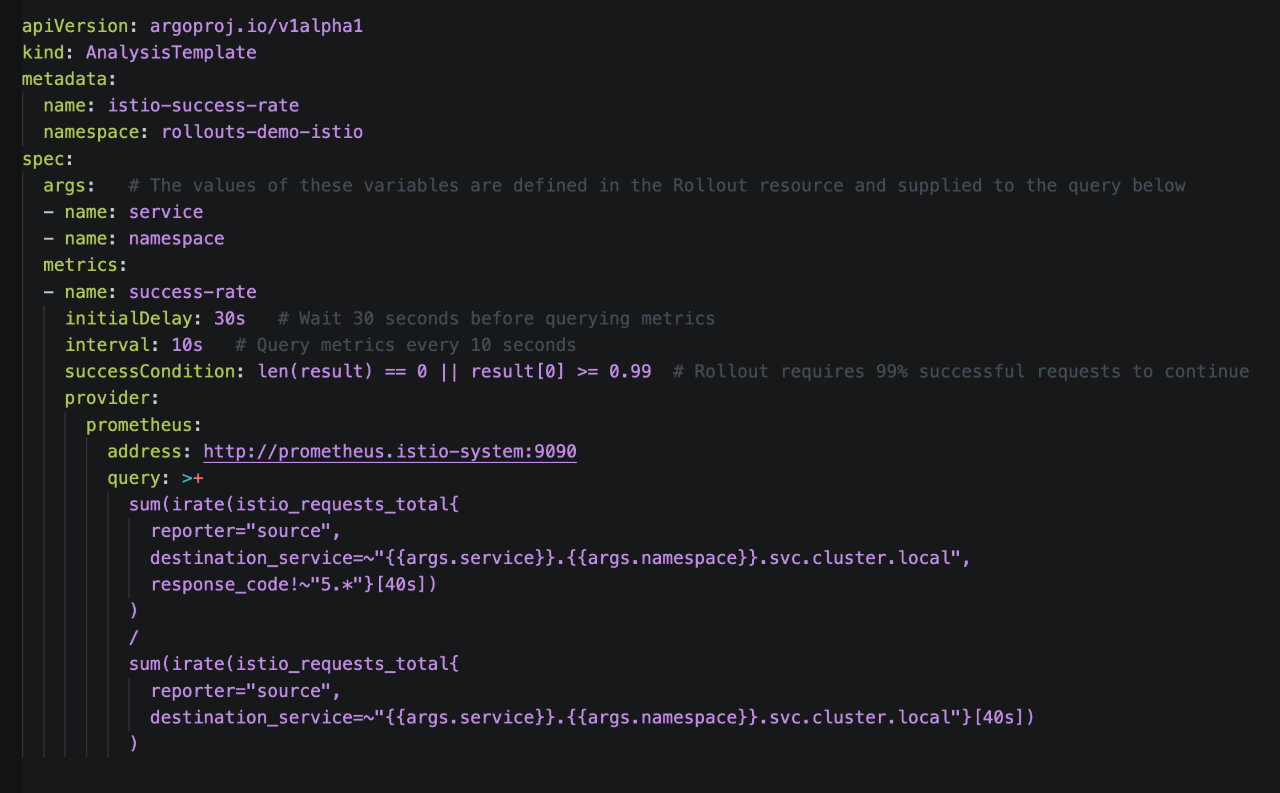 apiVersion: argoproj.io/v1alpha1
kind: AnalysisTemplate
metadata:
  name: istio-success-rate
  namespace: rollouts-demo-istio
spec:
  args:   # The values of these variables are defined in the Rollout resource and supplied to the query below
  - name: service
  - name: namespace
  metrics:
  - name: success-rate
    initialDelay: 30s   # Wait 30 seconds before querying metrics
    interval: 10s   # Query metrics every 10 seconds
    successCondition: len(result) == 0 || result[0] >= 0.99  # Rollout requires 99% successful requests to continue
    provider:
      prometheus:
        address: http://prometheus.istio-system:9090
        query: >+
          sum(irate(istio_requests_total{
            reporter="source",
            destination_service=~"{{args.service}}.{{args.namespace}}.svc.cluster.local",
            response_code!~"5.*"}[40s])
          )
          /
          sum(irate(istio_requests_total{
            reporter="source",
            destination_service=~"{{args.service}}.{{args.namespace}}.svc.cluster.local"}[40s])
          )